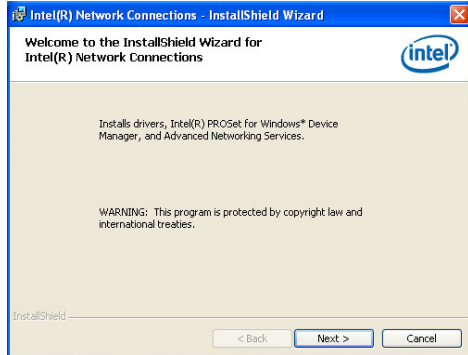 Intel(R) Network Connections - InstallShield Wizard
Welcome to the InstallShield Wizard for
Intel(R) Network Connections
intel
Installs drivers, Intel(R) PROSet for Windows* Device
Manager, and Advanced Networking Services.
WARNING: This program is protected by copyright law and
international treaties.
InstallShield
< Back
Next >
Cancel